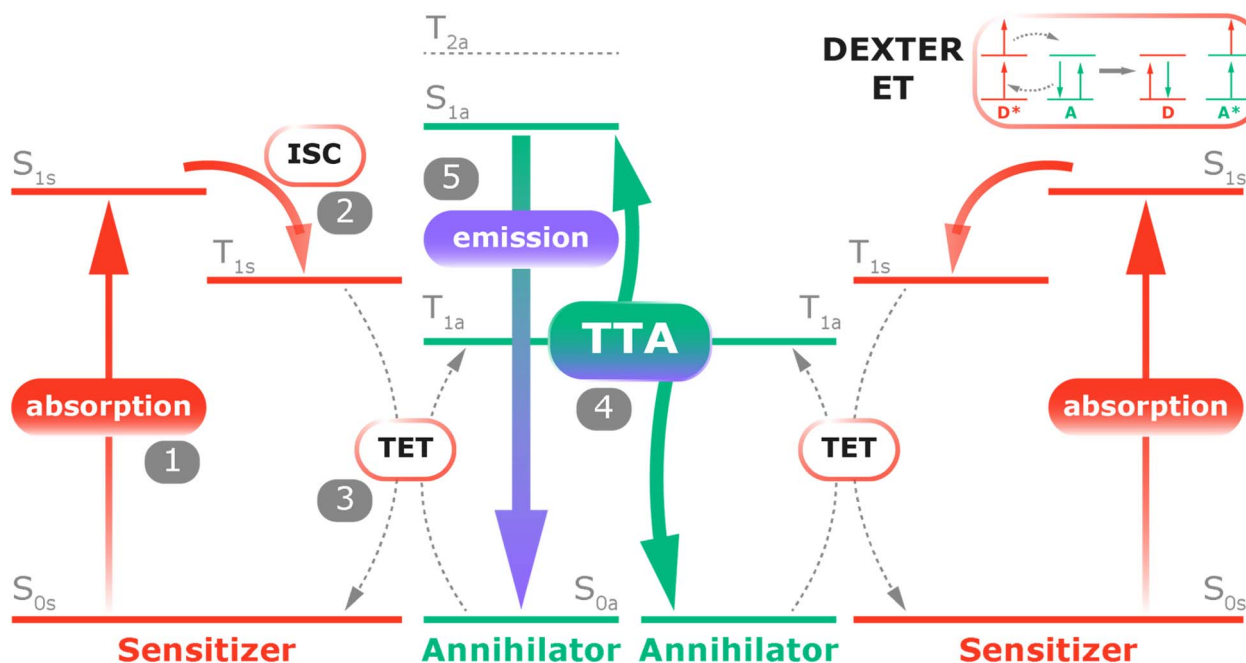 T2a
DEXTER
ET
D*
A
D
A*
S1a
ISC
S1s
2
5
emission
S1s
T1s
T1a
T1a
T1s
TTA
4
absorption
1
TET
3
TET
absorption
S0s
S0a
S0s
Sensitizer
Annihilator
Annihilator
Sensitizer